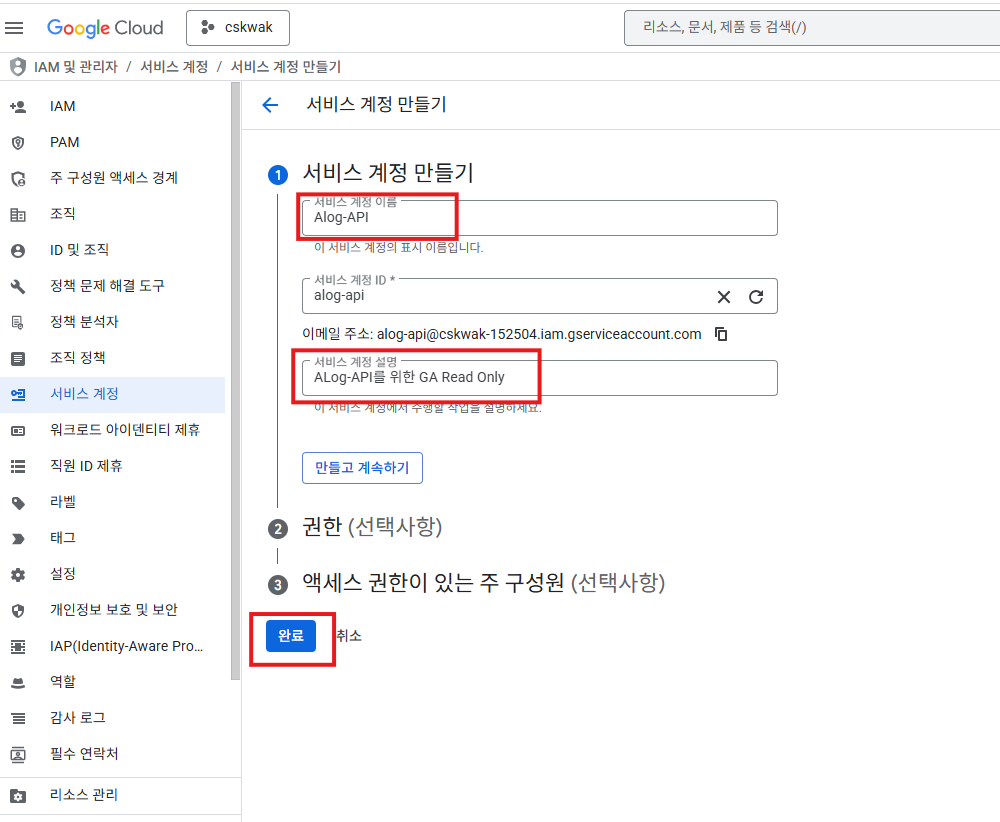 Google Cloud
cskwak
리소스, 문서, 제품 등 검색(/)
IAM 및 관리자 / 서비스 계정 / 서비스 계정 만들기
IAM
PAM
주 구성원 액세스 경계
조직
ID 및 조직
정책 문제 해결 도구
정책 분석자
조직 정책
서비스 계정
워크로드 아이덴티티 제휴
직원 ID 제휴
라벨
태그
설정
개인정보 보호 및 보안
IAP(Identity-Aware Pro...
역할
감사 로그
필수 연락처
리소스 관리
서비스 계정 만들기
1 서비스 계정 만들기
서비스 계정 이름
Alog-API
이 서비스 계정의 표시 이름입니다.
서비스 계정 ID *
alog-api
이메일 주소: alog-api@cskwak-152504.iam.gserviceaccount.com
서비스 계정 설명
ALog-API를 위한 GA Read Only
이 서비스 계정에서 수행할 작업을 설명하세요.
만들고 계속하기
2 권한 (선택사항)
3 액세스 권한이 있는 주 구성원 (선택사항)
완료 취소